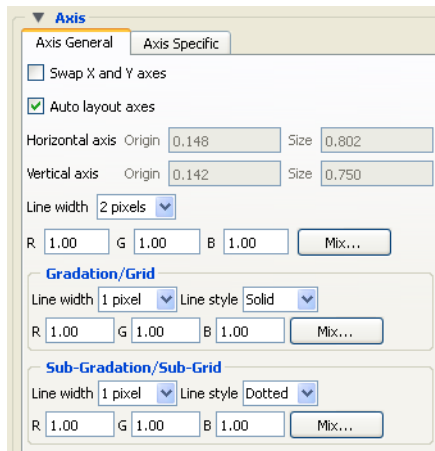 Axis
Axis General Axis Specific
Swap X and Y axes
Auto layout axes
Horizontal axis Origin 0.148 Size 0.802
Vertical axis Origin 0.142 Size 0.750
Line width 2 pixels
R 1.00 G 1.00 B 1.00 Mix...
Gradation/Grid
Line width 1 pixel Line style Solid
R 1.00 G 1.00 B 1.00 Mix...
Sub-Gradation/Sub-Grid
Line width 1 pixel Line style Dotted
R 1.00 G 1.00 B 1.00 Mix...